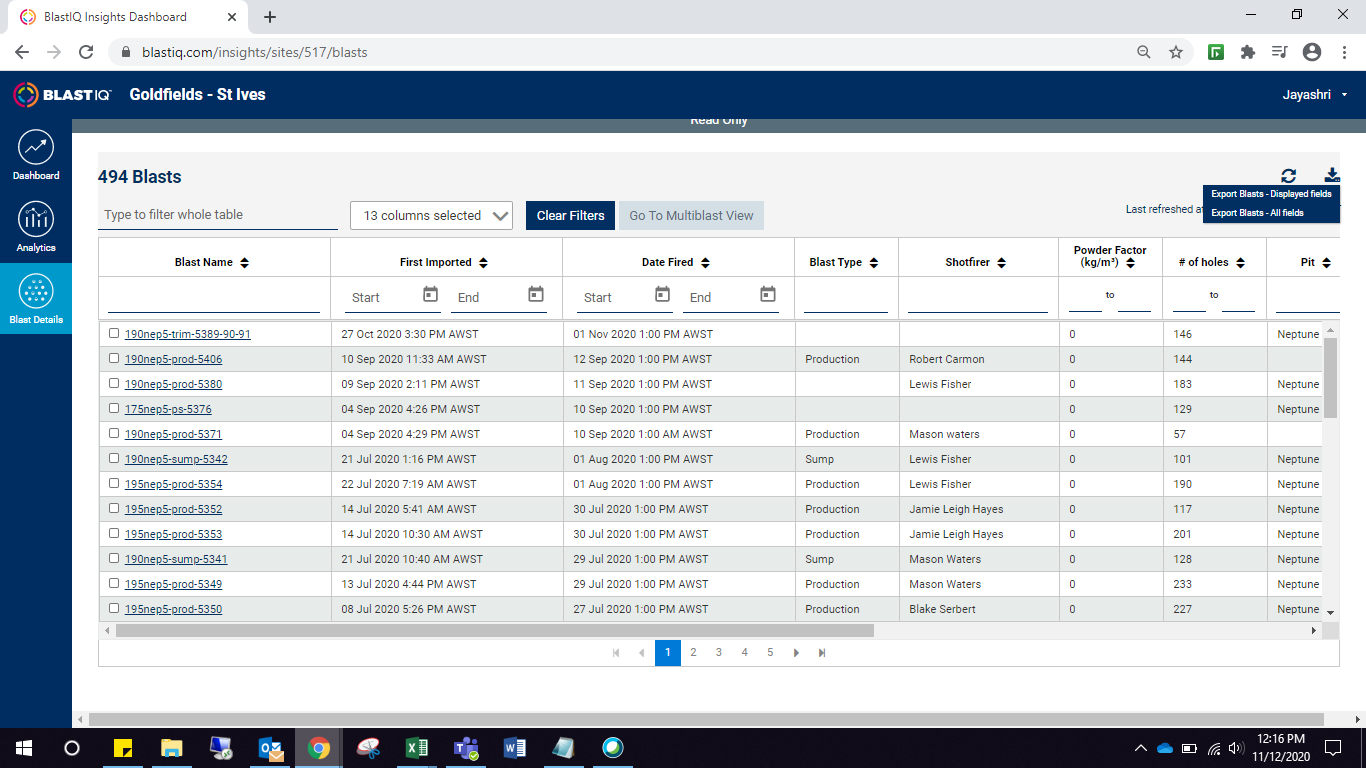 BlastIQ Insights Dashboard
blastiq.com/insights/sites/517/blasts
BLASTIQ™ Goldfields - St Ives Jayashri
Read Only
Dashboard
Analytics
Blast Details
494 Blasts
Export Blasts - Displayed fields
Export Blasts - All fields
Type to filter whole table 13 columns selected Clear Filters Go To Multiblast View Last refreshed at
Blast Name First Imported Date Fired Blast Type Shotfirer Powder Factor (kg/m³) # of holes Pit
Start End Start End to to
190nep5-trim-5389-90-91 27 Oct 2020 3:30 PM AWST 01 Nov 2020 1:00 PM AWST 0 146 Neptune
190nep5-prod-5406 10 Sep 2020 11:33 AM AWST 12 Sep 2020 1:00 PM AWST Production Robert Carmon 0 144
190nep5-prod-5380 09 Sep 2020 2:11 PM AWST 11 Sep 2020 1:00 PM AWST Lewis Fisher 0 183 Neptune
175nep5-ps-5376 04 Sep 2020 4:26 PM AWST 10 Sep 2020 1:00 PM AWST 0 129 Neptune
190nep5-prod-5371 04 Sep 2020 4:29 PM AWST 10 Sep 2020 1:00 AM AWST Production Mason waters 0 57
190nep5-sump-5342 21 Jul 2020 1:16 PM AWST 01 Aug 2020 1:00 PM AWST Sump Lewis Fisher 0 101 Neptune
195nep5-prod-5354 22 Jul 2020 7:19 AM AWST 01 Aug 2020 1:00 PM AWST Production Lewis Fisher 0 190 Neptune
195nep5-prod-5352 14 Jul 2020 5:41 AM AWST 30 Jul 2020 1:00 PM AWST Production Jamie Leigh Hayes 0 117 Neptune
195nep5-prod-5353 14 Jul 2020 10:30 AM AWST 30 Jul 2020 1:00 PM AWST Production Jamie Leigh Hayes 0 201 Neptune
190nep5-sump-5341 21 Jul 2020 10:40 AM AWST 29 Jul 2020 1:00 PM AWST Sump Mason Waters 0 128 Neptune
195nep5-prod-5349 13 Jul 2020 4:44 PM AWST 29 Jul 2020 1:00 PM AWST Production Mason Waters 0 233 Neptune
195nep5-prod-5350 08 Jul 2020 5:26 PM AWST 27 Jul 2020 1:00 PM AWST Production Blake Serbert 0 227 Neptune
1 2 3 4 5
12:16 PM
11/12/2020